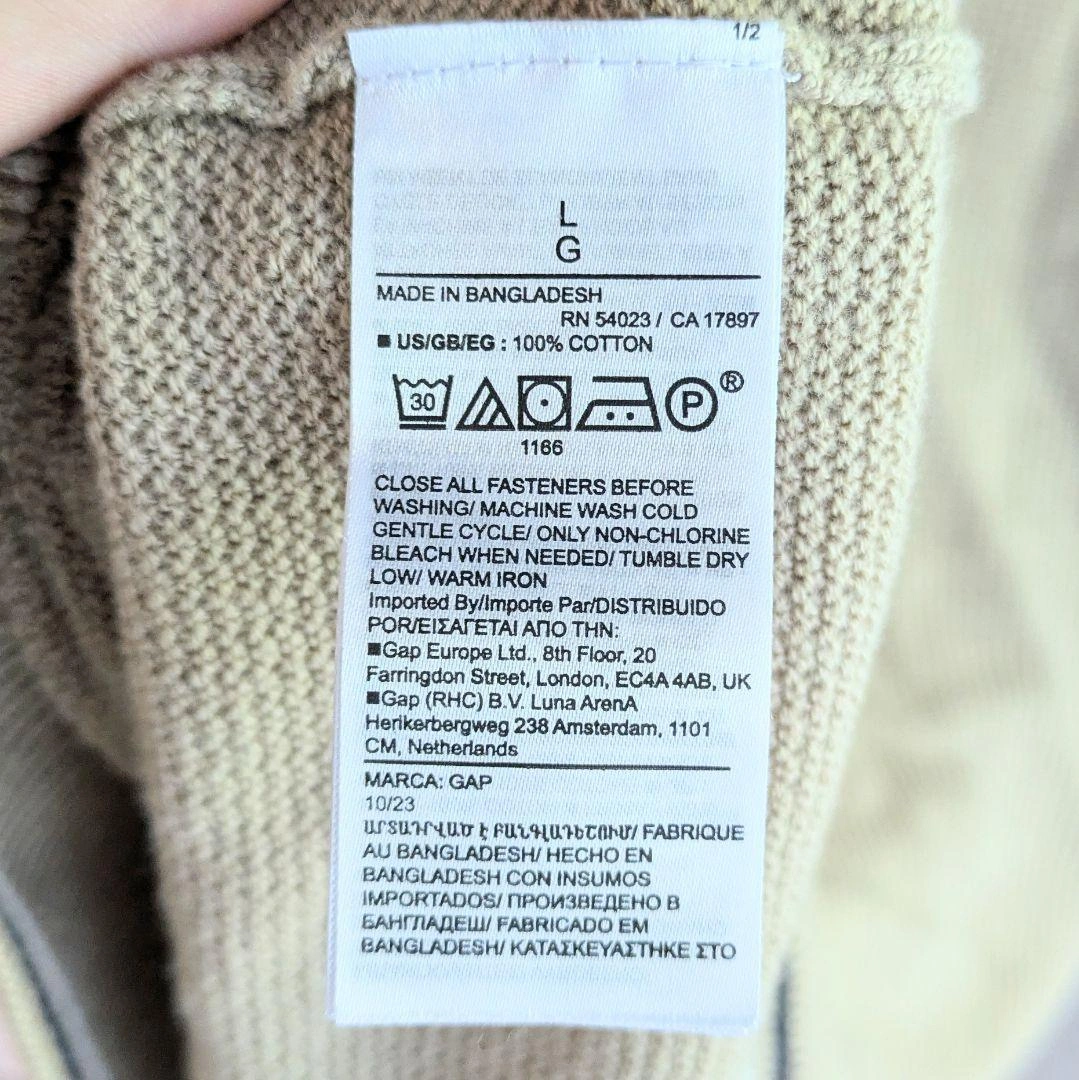 1/2
L
G
MADE IN BANGLADESH
RN 54023 / CA 17897
■ US/GB/EG : 100% COTTON
30
P
®
1166
CLOSE ALL FASTENERS BEFORE
WASHING/ MACHINE WASH COLD
GENTLE CYCLE/ ONLY NON-CHLORINE
BLEACH WHEN NEEDED/ TUMBLE DRY
LOW/ WARM IRON
Imported By/Importe Par/DISTRIBUIDO
POR/ΕΙΣΑΓΕΤΑΙ ΑΠΟ ΤΗΝ:
■Gap Europe Ltd., 8th Floor, 20
Farringdon Street, London, EC4A 4AB, UK
■Gap (RHC) B.V. Luna ArenA
Herikerbergweg 238 Amsterdam, 1101
CM, Netherlands
MARCA: GAP
10/23
ԱՐՏԱԴՐՎԱԾ Է ԲԱՆԳԼԱԴԵՇՈՒՄ/ FABRIQUE
AU BANGLADESH/ HECHO EN
BANGLADESH CON INSUMOS
IMPORTADOS/ ПРОИЗВЕДЕНО В
БАНГЛАДЕШ/ FABRICADO EM
BANGLADESH/ ΚΑΤΑΣΚΕΥΑΣΤΗΚΕ ΣΤΟ